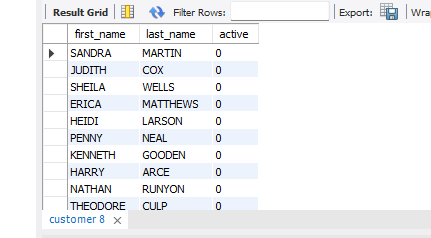 Result Grid Filter Rows: Export: Wrap
first_name last_name active
SANDRA MARTIN 0
JUDITH COX 0
SHEILA WELLS 0
ERICA MATTHEWS 0
HEIDI LARSON 0
PENNY NEAL 0
KENNETH GOODEN 0
HARRY ARCE 0
NATHAN RUNYON 0
THEODORE CULP 0
customer 8